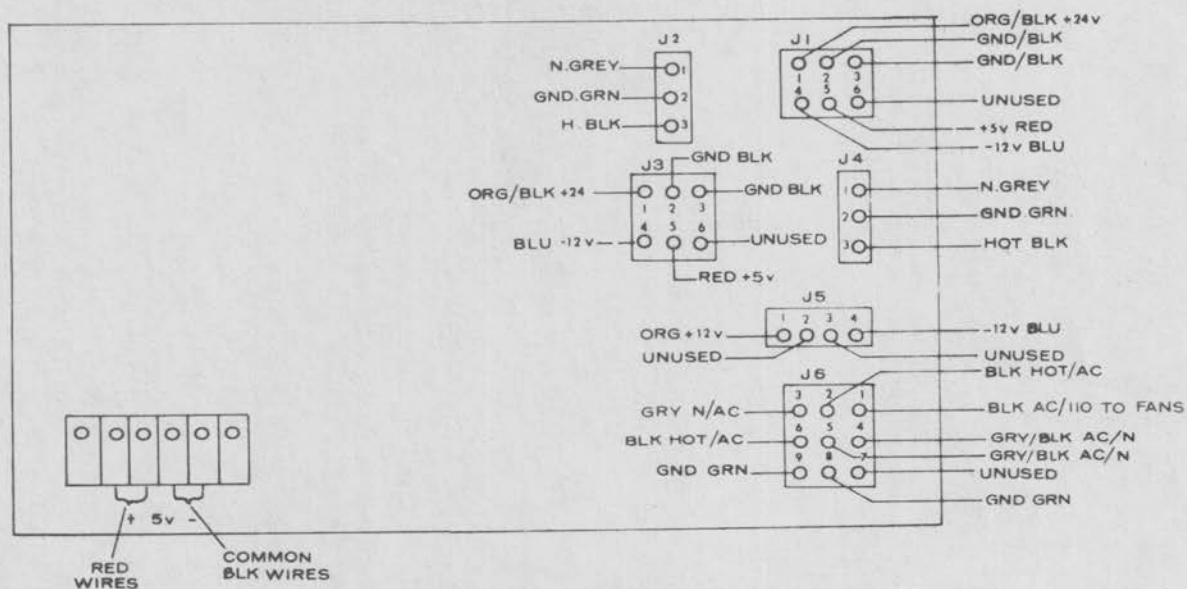 ORG/BLK +24v
GND/BLK
GND/BLK
UNUSED
+5v RED
-12v BLU
J1
1 2 3
4 5 6
J2
N.GREY 1
GND.GRN 2
H.BLK 3
J3
GND BLK
ORG/BLK +24
GND BLK
1 2 3
4 5 6
BLU -12v
UNUSED
RED +5v
J4
1 N.GREY
2 GND.GRN.
3 HOT BLK
J5
1 2 3 4
ORG +12v
-12v BLU
UNUSED
UNUSED
J6
BLK HOT/AC
3 2 1
GRY N/AC
BLK AC/110 TO FANS
6 5 4
BLK HOT/AC
GRY/BLK AC/N
GRY/BLK AC/N
9 8 7
GND GRN
UNUSED
GND GRN
+ 5v -
RED
WIRES
COMMON
BLK WIRES